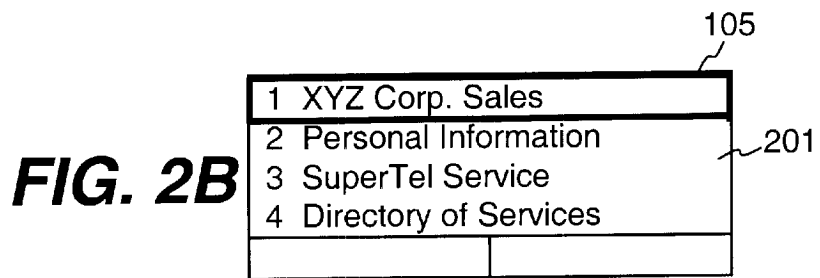 105
1 XYZ Corp. Sales
2 Personal Information
201
3 SuperTel Service
FIG. 2B
4 Directory of Services